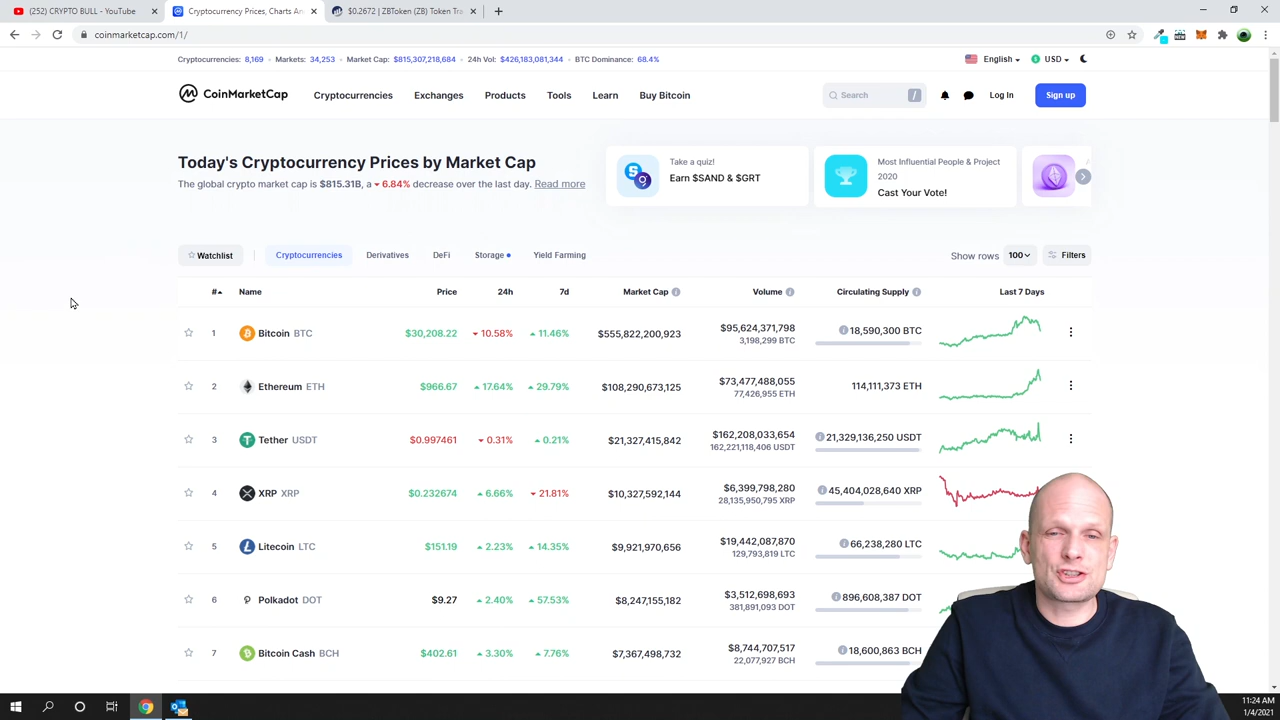 (252) CRYPTO BULL - YouTube
Cryptocurrency Prices, Charts An
$0.2672 | ZBToken (ZB) Token Tra
coinmarketcap.com/1/
Cryptocurrencies: 8,169 • Markets: 34,253 • Market Cap: $815,307,218,684 • 24h Vol: $426,183,081,344 • BTC Dominance: 68.4%
English
USD
CoinMarketCap
Cryptocurrencies Exchanges Products Tools Learn Buy Bitcoin
Search /
Log In
Sign up
Today's Cryptocurrency Prices by Market Cap
The global crypto market cap is $815.31B, a 6.84% decrease over the last day. Read more
Take a quiz!
Earn $SAND & $GRT
Most Influential People & Project
2020
Cast Your Vote!
Watchlist Cryptocurrencies Derivatives DeFi Storage Yield Farming
Show rows 100 Filters
# Name Price 24h 7d Market Cap Volume Circulating Supply Last 7 Days
1 Bitcoin BTC $30,208.22 10.58% 11.46% $555,822,200,923 $95,624,371,798 18,590,300 BTC
3,198,299 BTC
2 Ethereum ETH $966.67 17.64% 29.79% $108,290,673,125 $73,477,488,055 114,111,373 ETH
77,426,955 ETH
3 Tether USDT $0.997461 0.31% 0.21% $21,327,415,842 $162,208,033,654 21,329,136,250 USDT
162,221,118,406 USDT
4 XRP XRP $0.232674 6.66% 21.81% $10,327,592,144 $6,399,798,280 45,404,028,640 XRP
28,135,950,795 XRP
5 Litecoin LTC $151.19 2.23% 14.35% $9,921,970,656 $19,442,087,870 66,238,280 LTC
129,793,819 LTC
6 Polkadot DOT $9.27 2.40% 57.53% $8,247,155,182 $3,512,698,693 896,608,387 DOT
381,891,093 DOT
7 Bitcoin Cash BCH $402.61 3.30% 7.76% $7,367,498,732 $8,744,707,517 18,600,863 BCH
22,077,927 BCH
11:24 AM
1/4/2021